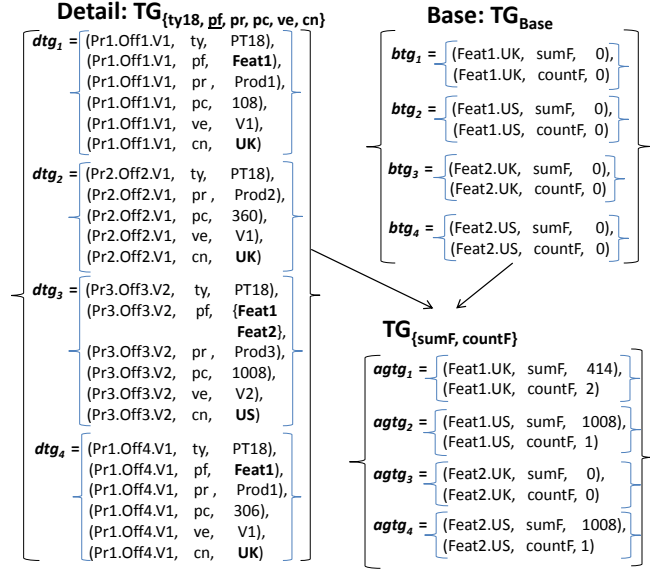 Detail: TG{ty18, pf, pr, pc, ve, cn}
dtg1 = (Pr1.Off1.V1, ty, PT18),
(Pr1.Off1.V1, pf, Feat1),
(Pr1.Off1.V1, pr , Prod1),
(Pr1.Off1.V1, pc, 108),
(Pr1.Off1.V1, ve, V1),
(Pr1.Off1.V1, cn, UK)
dtg2 = (Pr2.Off2.V1, ty, PT18),
(Pr2.Off2.V1, pr , Prod2),
(Pr2.Off2.V1, pc, 360),
(Pr2.Off2.V1, ve, V1),
(Pr2.Off2.V1, cn, UK)
dtg3 = (Pr3.Off3.V2, ty, PT18),
(Pr3.Off3.V2, pf, {Feat1
Feat2},
(Pr3.Off3.V2, pr , Prod3),
(Pr3.Off3.V2, pc, 1008),
(Pr3.Off3.V2, ve, V2),
(Pr3.Off3.V2, cn, US)
dtg4 = (Pr1.Off4.V1, ty, PT18),
(Pr1.Off4.V1, pf, Feat1),
(Pr1.Off4.V1, pr , Prod1),
(Pr1.Off4.V1, pc, 306),
(Pr1.Off4.V1, ve, V1),
(Pr1.Off4.V1, cn, UK)
Base: TGBase
btg1 = (Feat1.UK, sumF, 0),
(Feat1.UK, countF, 0)
btg2 = (Feat1.US, sumF, 0),
(Feat1.US, countF, 0)
btg3 = (Feat2.UK, sumF, 0),
(Feat2.UK, countF, 0)
btg4 = (Feat2.US, sumF, 0),
(Feat2.US, countF, 0)
TG{sumF, countF}
agtg1 = (Feat1.UK, sumF, 414),
(Feat1.UK, countF, 2)
agtg2 = (Feat1.US, sumF, 1008),
(Feat1.US, countF, 1)
agtg3 = (Feat2.UK, sumF, 0),
(Feat2.UK, countF, 0)
agtg4 = (Feat2.US, sumF, 1008),
(Feat2.US, countF, 1)